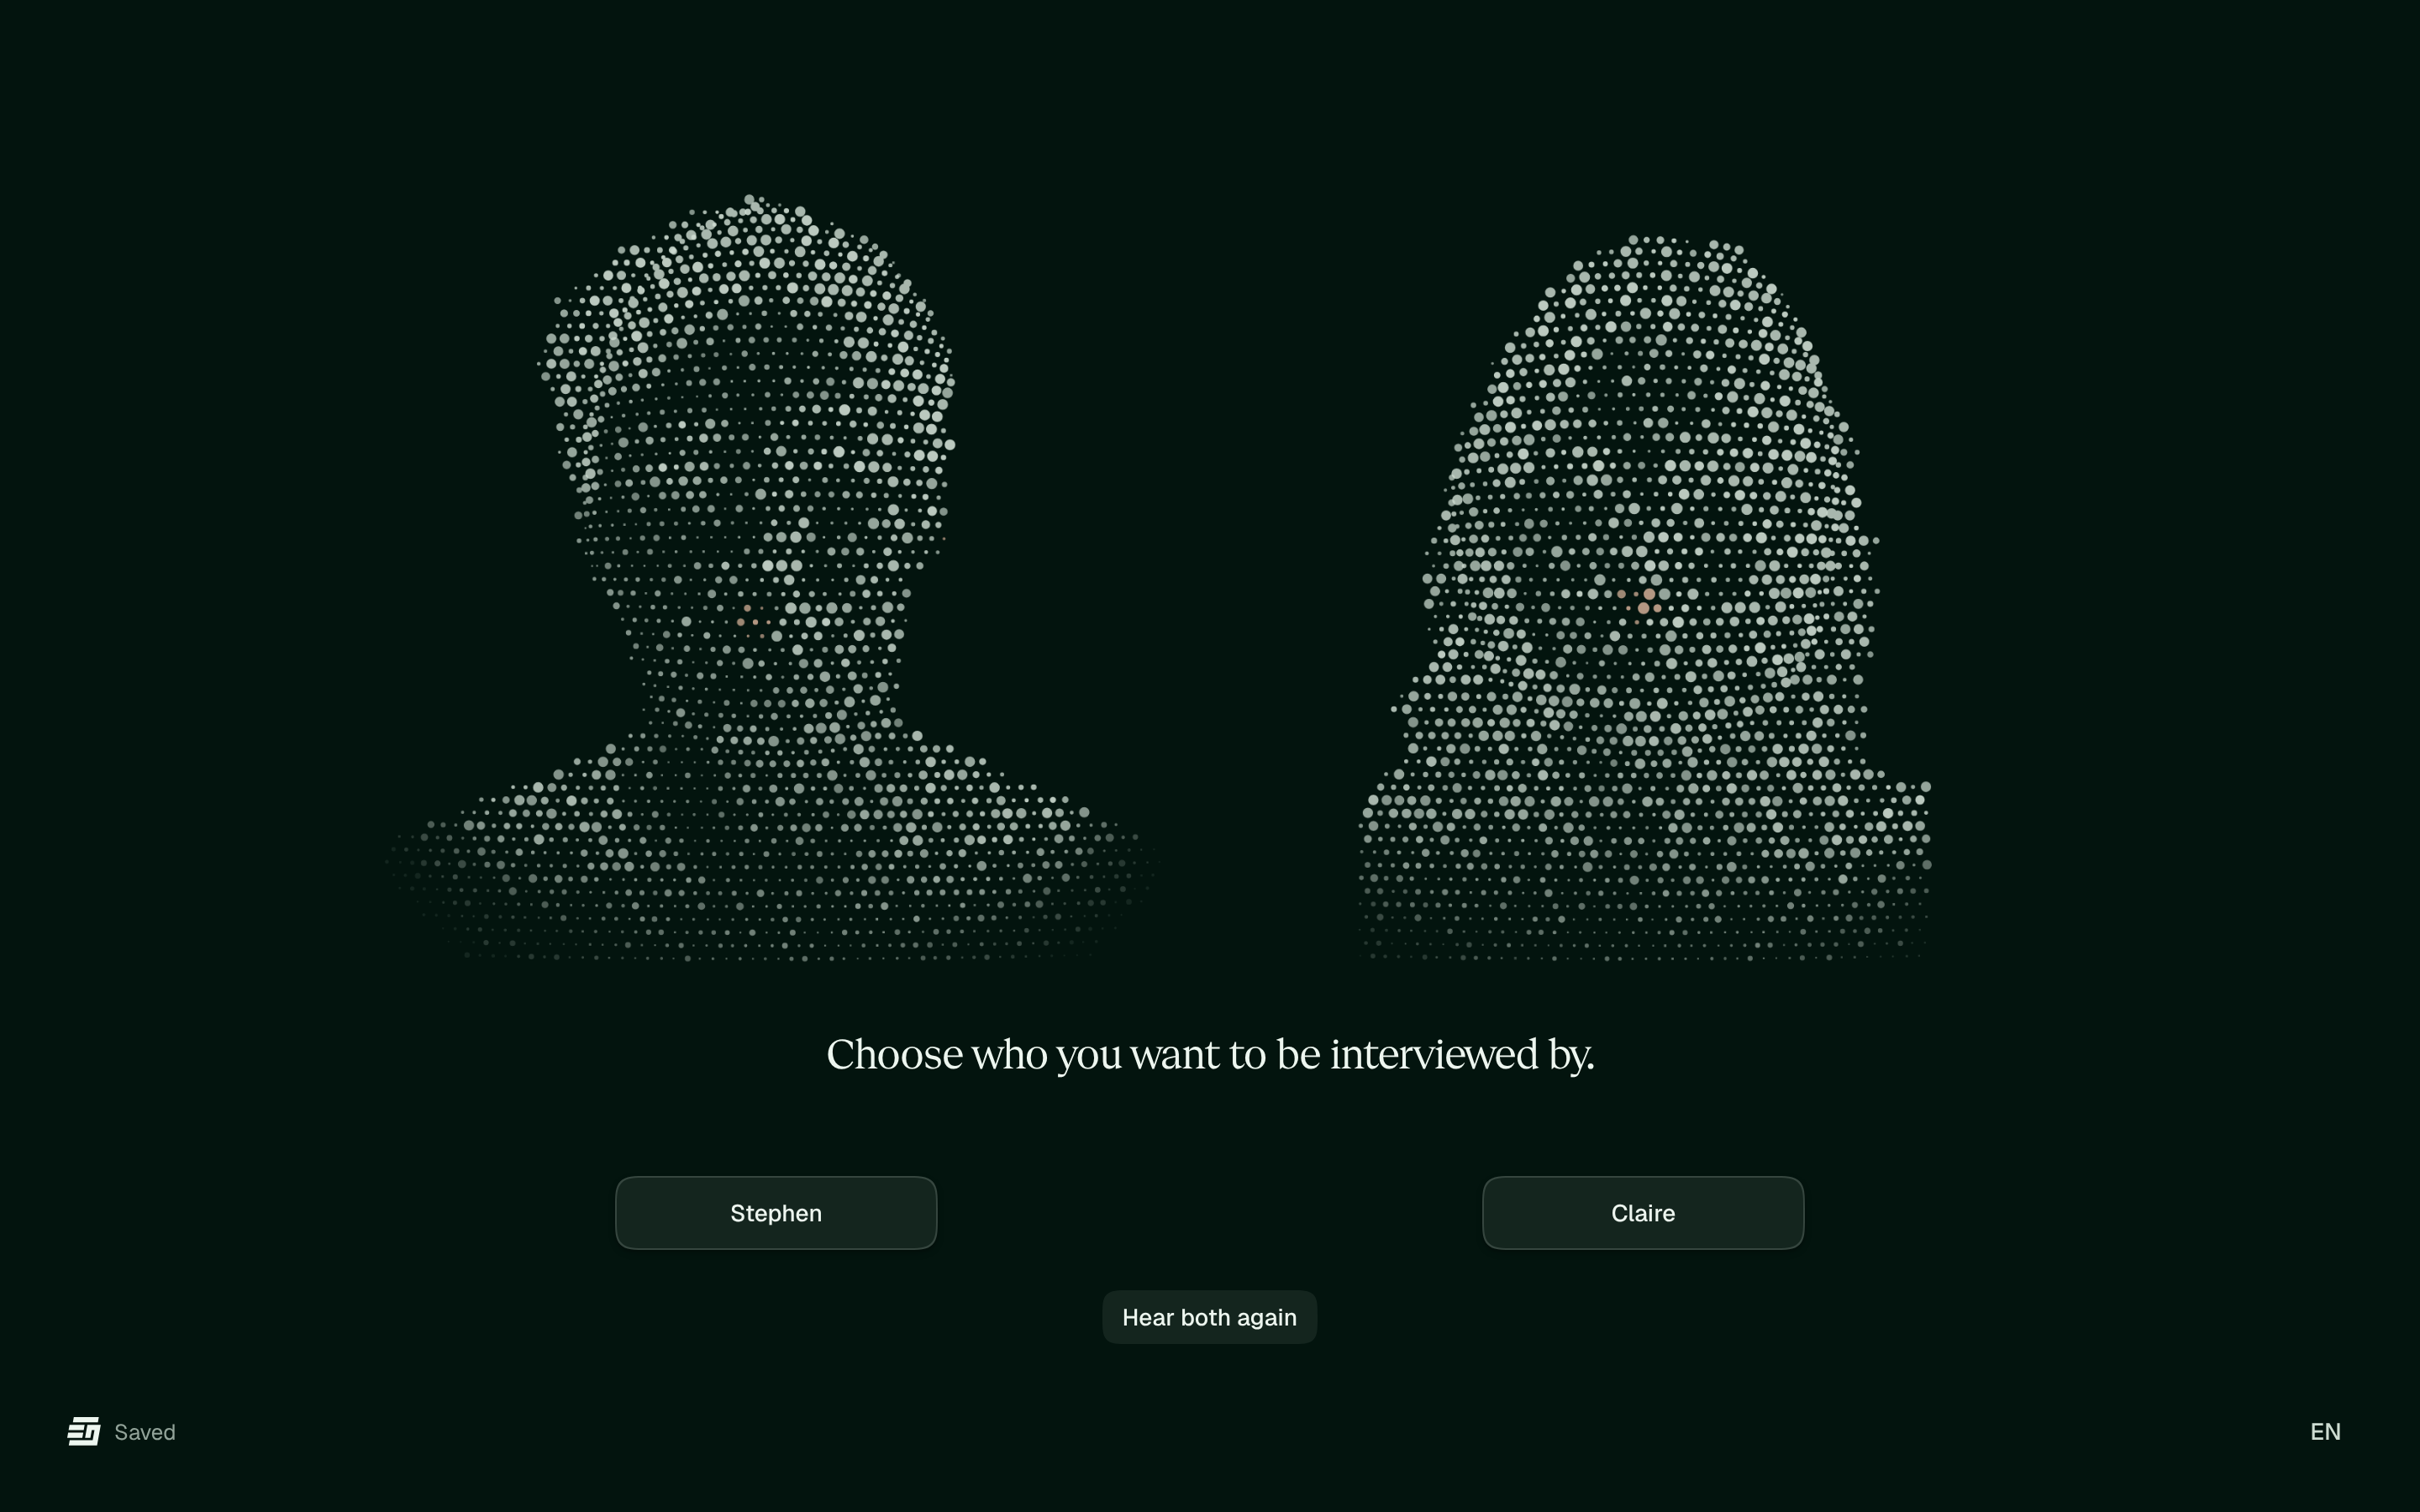 Choose who you want to be interviewed by.
Stephen
Claire
Hear both again
Saved
EN